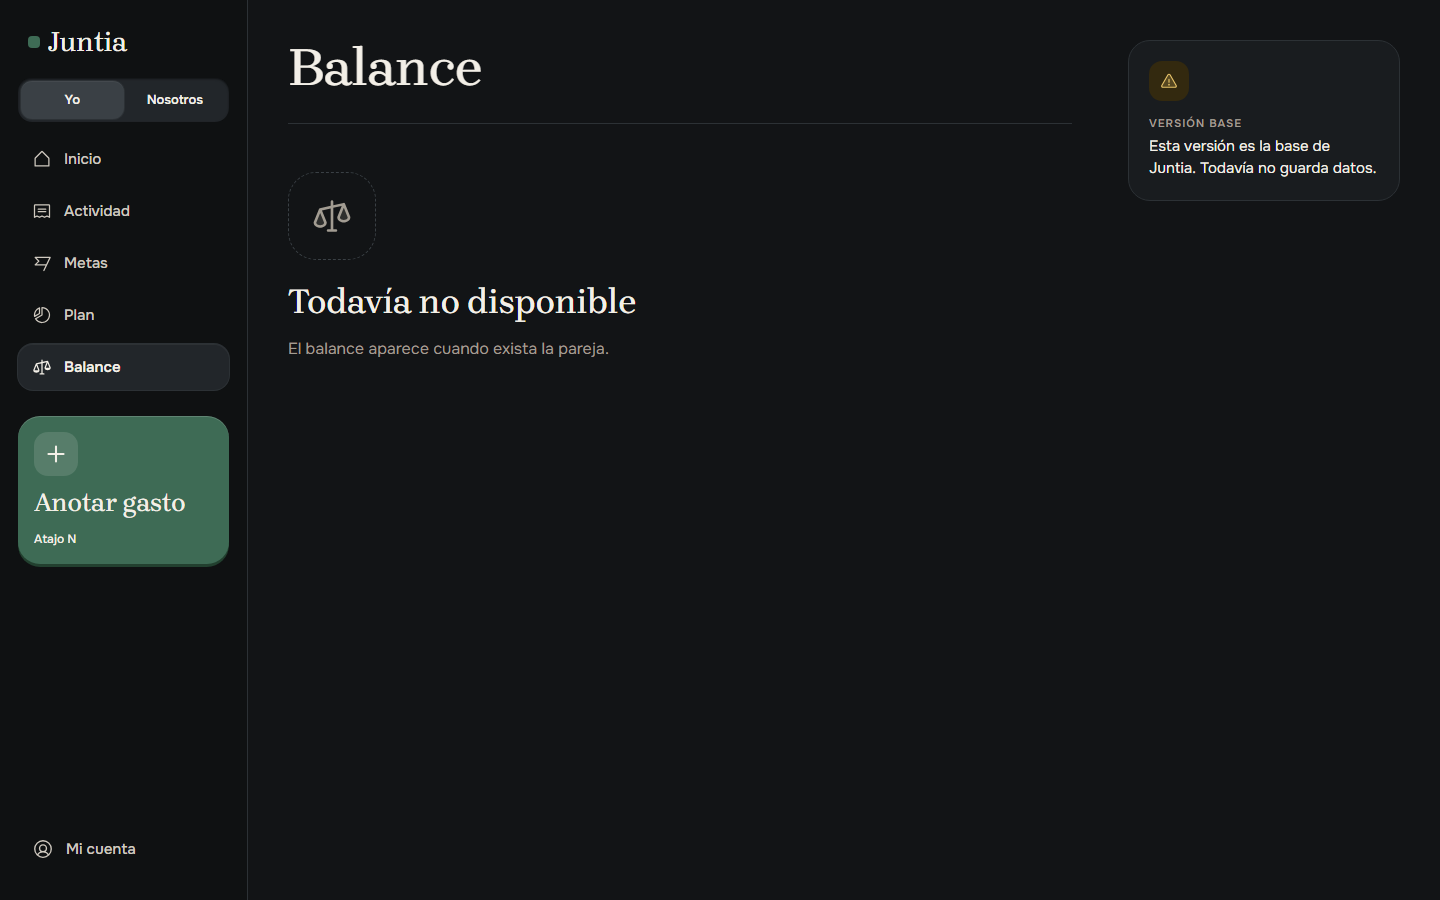 Juntia
Yo
Nosotros
Inicio
Actividad
Metas
Plan
Balance
Anotar gasto
Atajo N
Mi cuenta
Balance
Todavía no disponible
El balance aparece cuando exista la pareja.
VERSIÓN BASE
Esta versión es la base de
Juntia. Todavía no guarda datos.